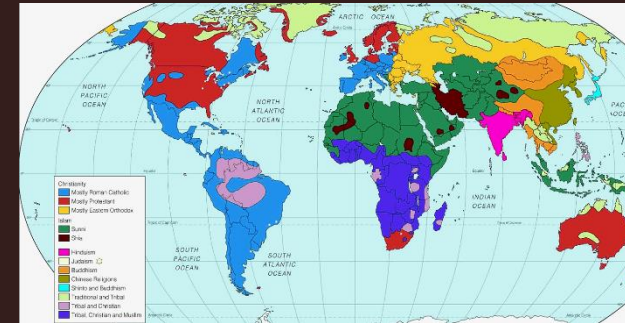 ARCTIC OCEAN
NORTH
PACIFIC
OCEAN
NORTH
ATLANTIC
OCEAN
INDIAN
OCEAN
SOUTH
PACIFIC
OCEAN
SOUTH
ATLANTIC
OCEAN
Christianity
Mostly Roman Catholic
Mostly Protestant
Mostly Eastern Orthodox
Islam
Sunni
Shia
Hinduism
Judaism
Buddhism
Chinese Religions
Shinto and Buddhism
Traditional and Tribal
Tribal and Christian
Tribal, Christian and Muslim